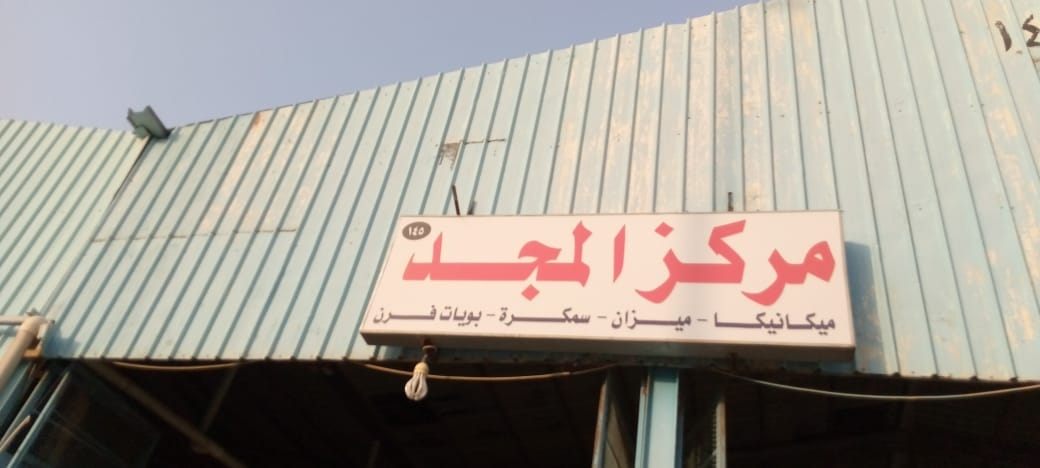 مركز المجد
١٤٥
ميكانيكا - ميزان - سمكرة - بويات فرن